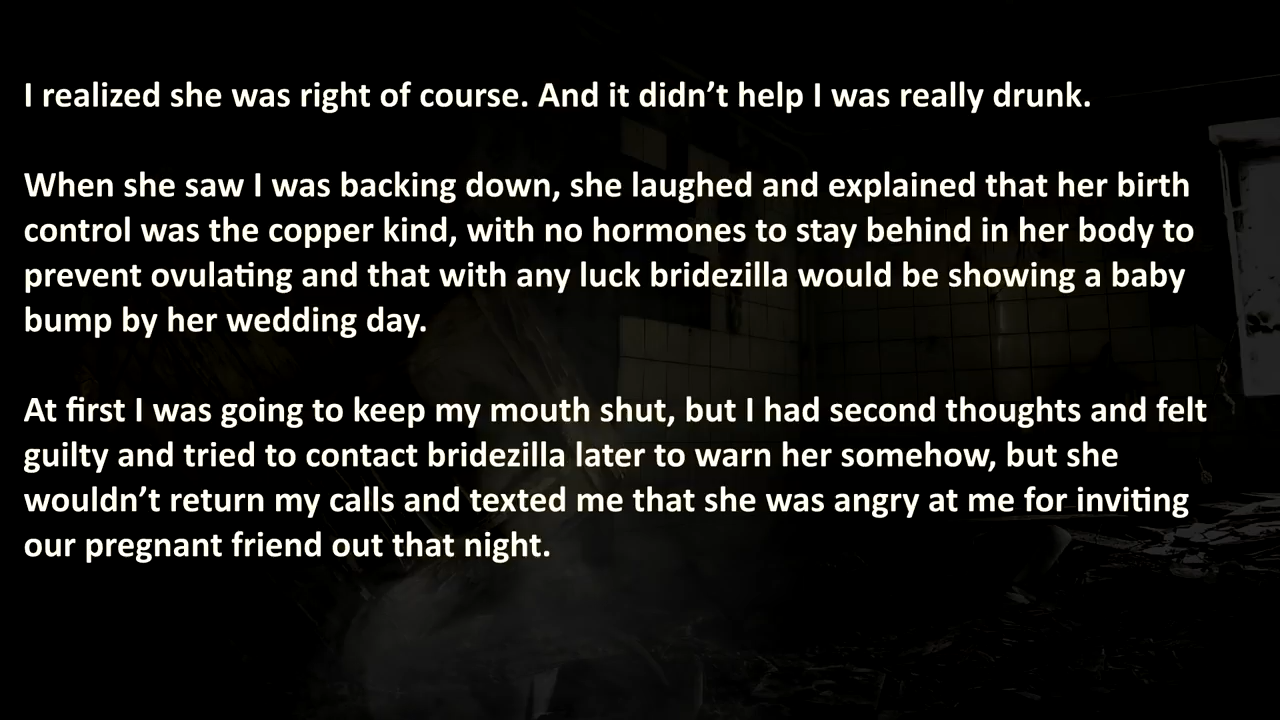 I realized she was right of course. And it didn’t help I was really drunk.
When she saw I was backing down, she laughed and explained that her birth
control was the copper kind, with no hormones to stay behind in her body to
prevent ovulating and that with any luck bridezilla would be showing a baby
bump by her wedding day.
At first I was going to keep my mouth shut, but I had second thoughts and felt
guilty and tried to contact bridezilla later to warn her somehow, but she
wouldn’t return my calls and texted me that she was angry at me for inviting
our pregnant friend out that night.